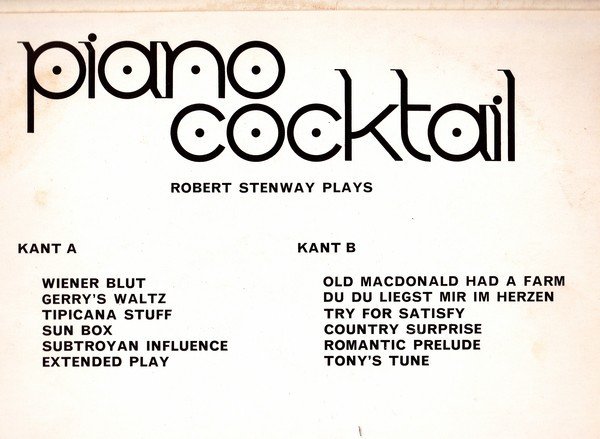 piano
cocktail
ROBERT STENWAY PLAYS
KANT A
WIENER BLUT
GERRY'S WALTZ
TIPICANA STUFF
SUN BOX
SUBTROYAN INFLUENCE
EXTENDED PLAY
KANT B
OLD MACDONALD HAD A FARM
DU DU LIEGST MIR IM HERZEN
TRY FOR SATISFY
COUNTRY SURPRISE
ROMANTIC PRELUDE
TONY'S TUNE